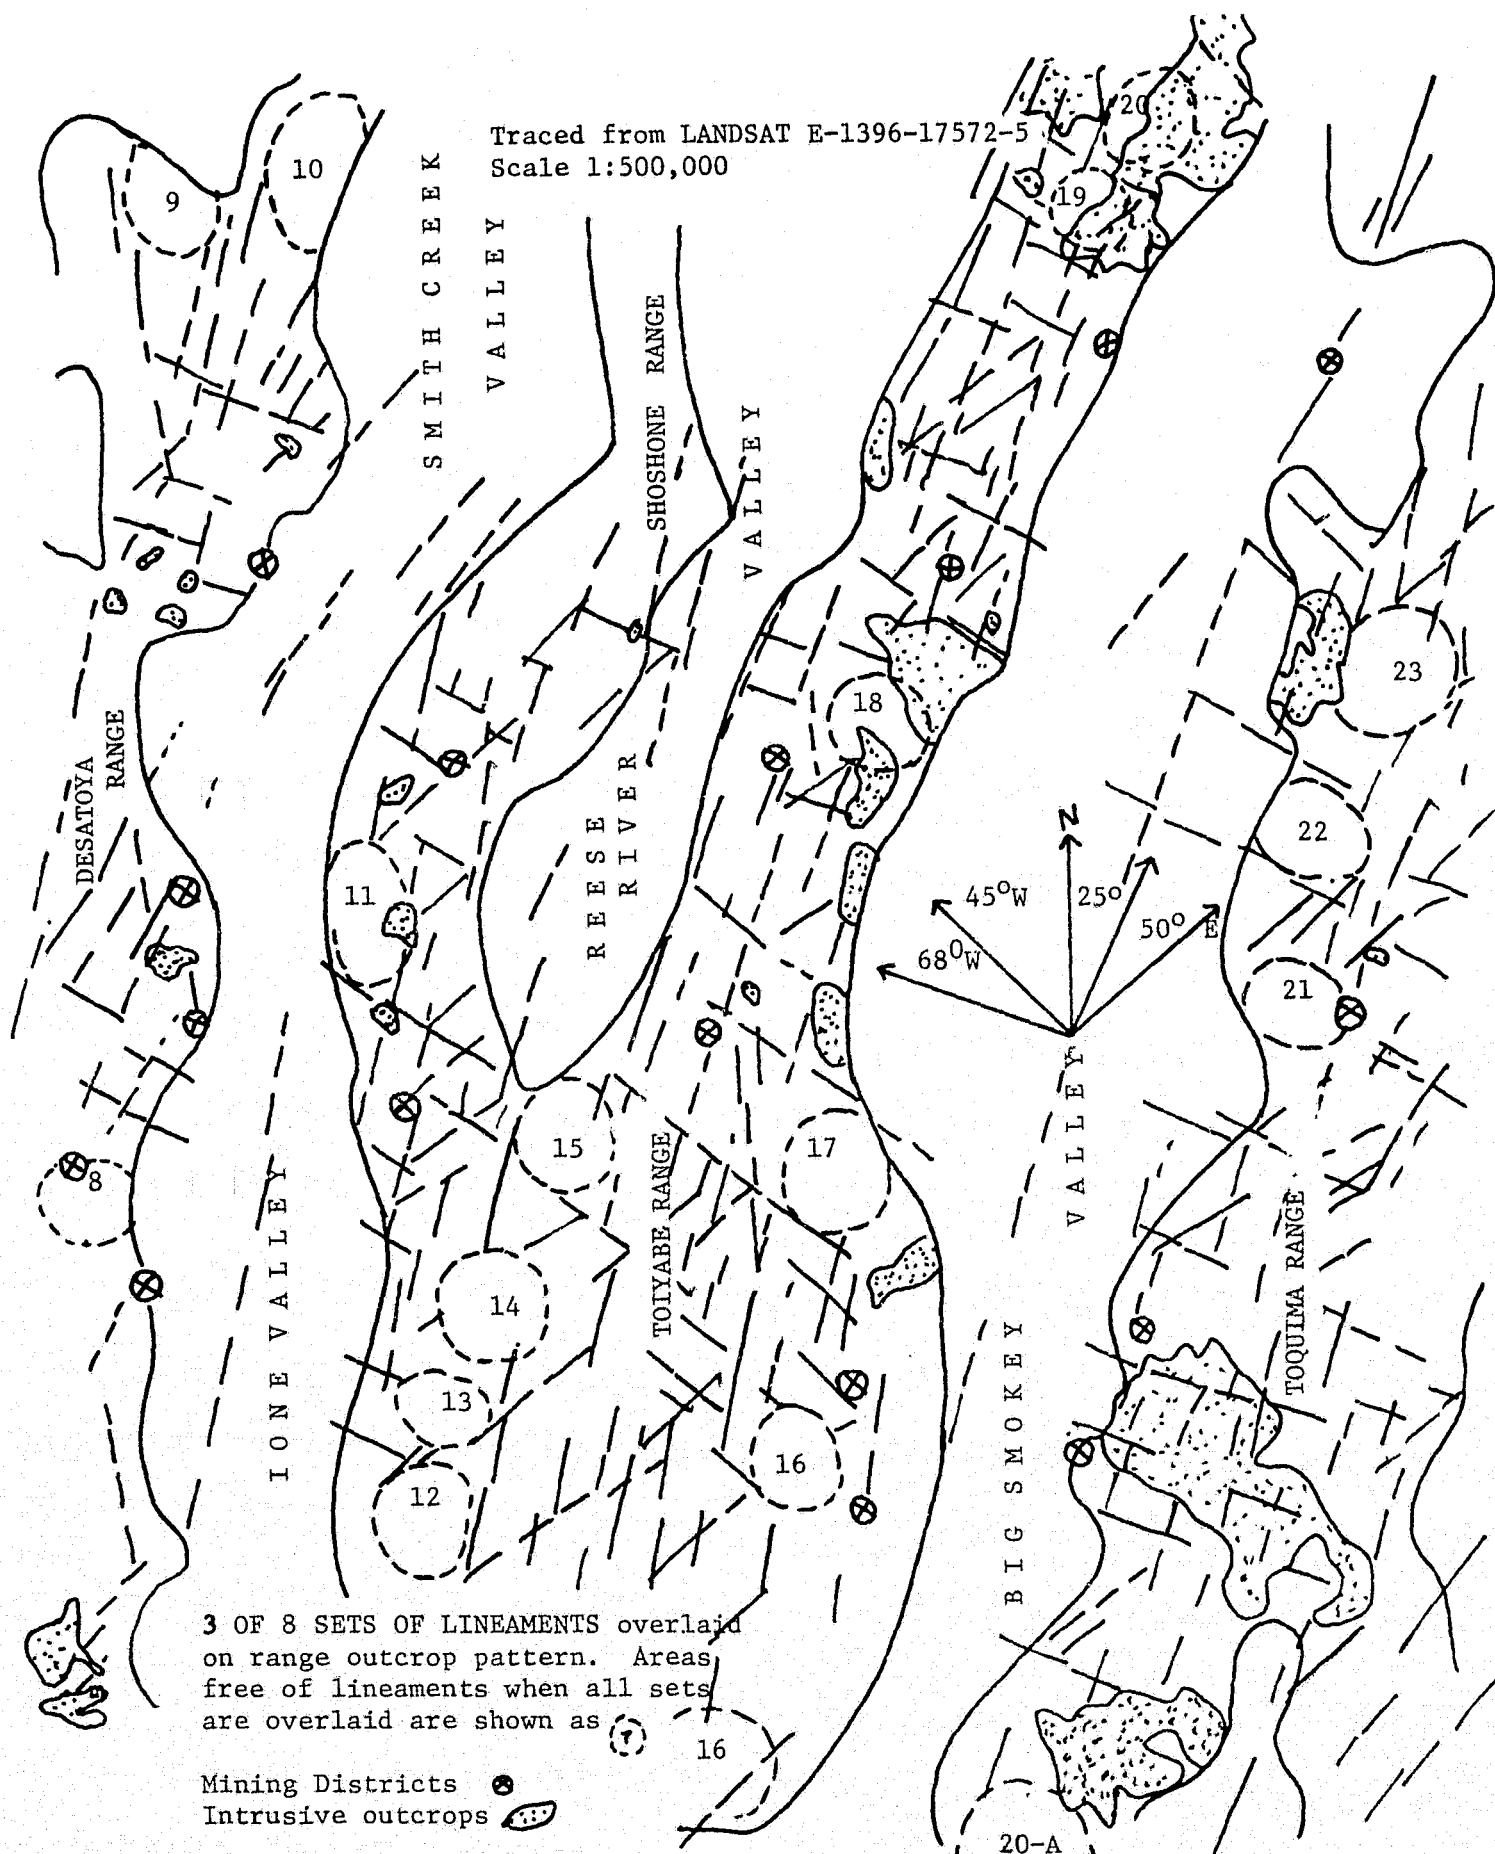 Traced from LANDSAT E-1396-17572-5
Scale 1:500,000
20
19
10
9
SMITH CREEK
VALLEY
SHOSHONE RANGE
VALLEY
REESE
RIVER
DESATOYA
RANGE
18
23
22
11
N
45°W
25°
50° E
68°W
21
15
17
8
14
13
16
12
IONE VALLEY
TOIYABE RANGE
VALLEY
BIG SMOKEY
TOQUIMA RANGE
3 OF 8 SETS OF LINEAMENTS overlaid
on range outcrop pattern. Areas
free of lineaments when all sets
are overlaid are shown as
16
Mining Districts
Intrusive outcrops
20-A